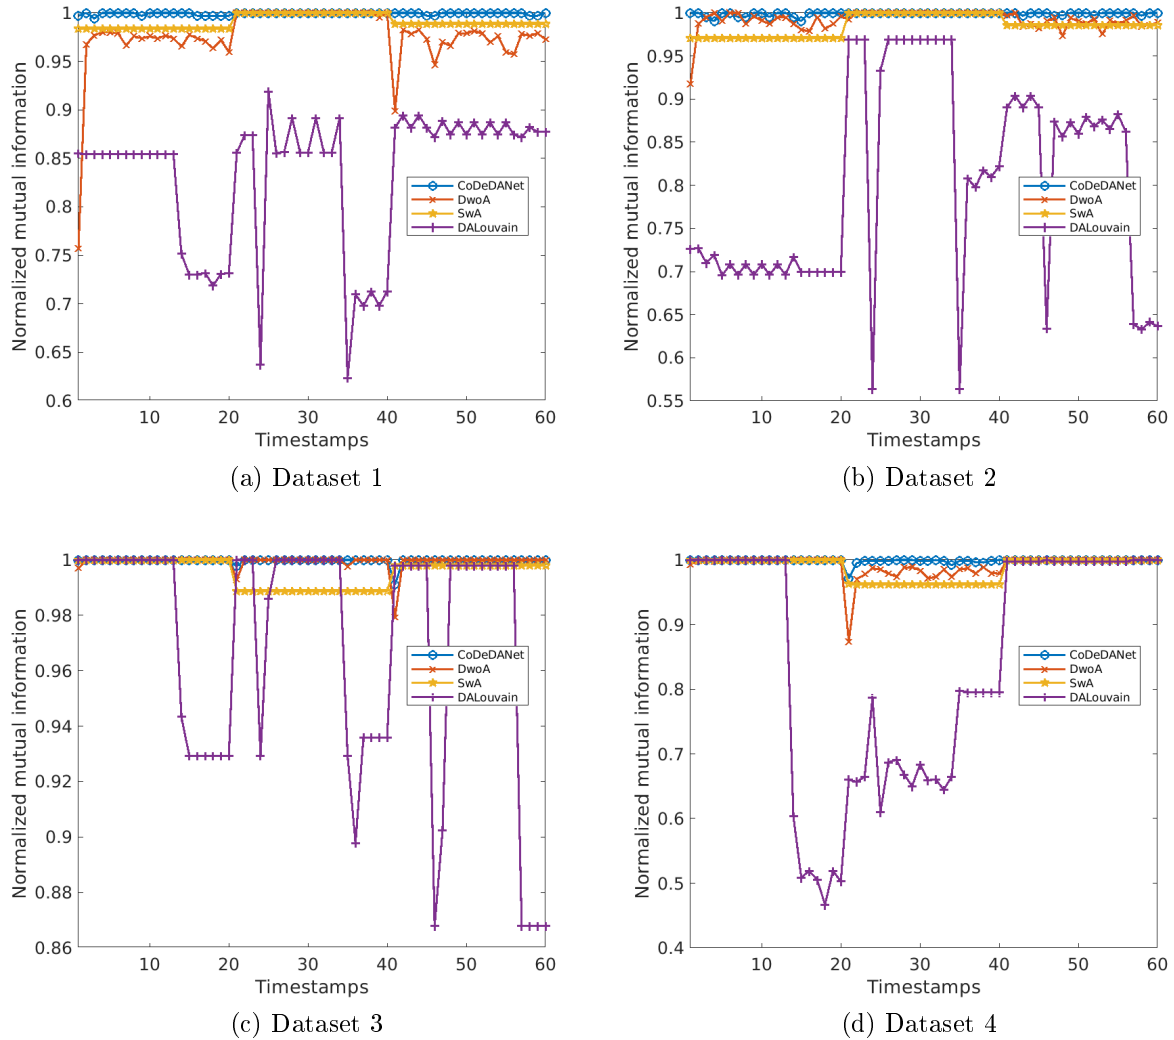 1
0.95
0.9
0.85
0.8
0.75
0.7
0.65
0.6
Normalized mutual information
CoDeDANet
DwoA
SwA
DALouvain
10 20 30 40 50 60
Timestamps
(a) Dataset 1
1
0.95
0.9
0.85
0.8
0.75
0.7
0.65
0.6
0.55
Normalized mutual information
CoDeDANet
DwoA
SwA
DALouvain
10 20 30 40 50 60
Timestamps
(b) Dataset 2
1
0.98
0.96
0.94
0.92
0.9
0.88
0.86
Normalized mutual information
CoDeDANet
DwoA
SwA
DALouvain
10 20 30 40 50 60
Timestamps
(c) Dataset 3
1
0.9
0.8
0.7
0.6
0.5
0.4
Normalized mutual information
CoDeDANet
DwoA
SwA
DALouvain
10 20 30 40 50 60
Timestamps
(d) Dataset 4